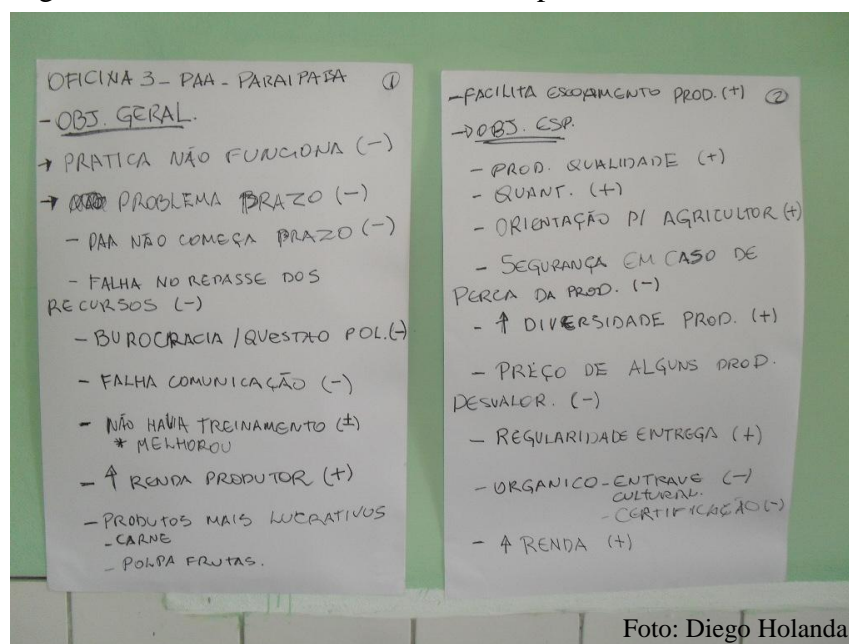 OFICINA 3 - PAA - PARAIPABA ①
- OBJ. GERAL.
→ PRATICA NÃO FUNCIONA (-)
→ PROBLEMA PRAZO (-)
- PAA NÃO COMEÇA PRAZO (-)
- FALHA NO REPASSE DOS
RECURSOS (-)
- BUROCRACIA / QUESTÃO POL. (-)
- FALHA COMUNICAÇÃO (-)
- NÃO HAVIA TREINAMENTO (±)
* MELHOROU
- ↑ RENDA PRODUTOR (+)
- PRODUTOS MAIS LUCRATIVOS
- CARNE
- POLPA FRUTAS.
- FACILITA ESCOAMENTO PROD. (+) ②
→ OBJ. ESP.
- PROD. QUALIDADE (+)
- QUANT. (+)
- ORIENTAÇÃO P/ AGRICULTOR (+)
- SEGURANÇA EM CASO DE
PERCA DA PROD. (-)
- ↑ DIVERSIDADE PROD. (+)
- PREÇO DE ALGUNS PROD.
DESVALOR. (-)
- REGULARIDADE ENTREGA (+)
- ORGANICO - ENTRAVE (-)
CULTURAL.
- CERTIFICAÇÃO (-)
- ↑ RENDA (+)
Foto: Diego Holanda